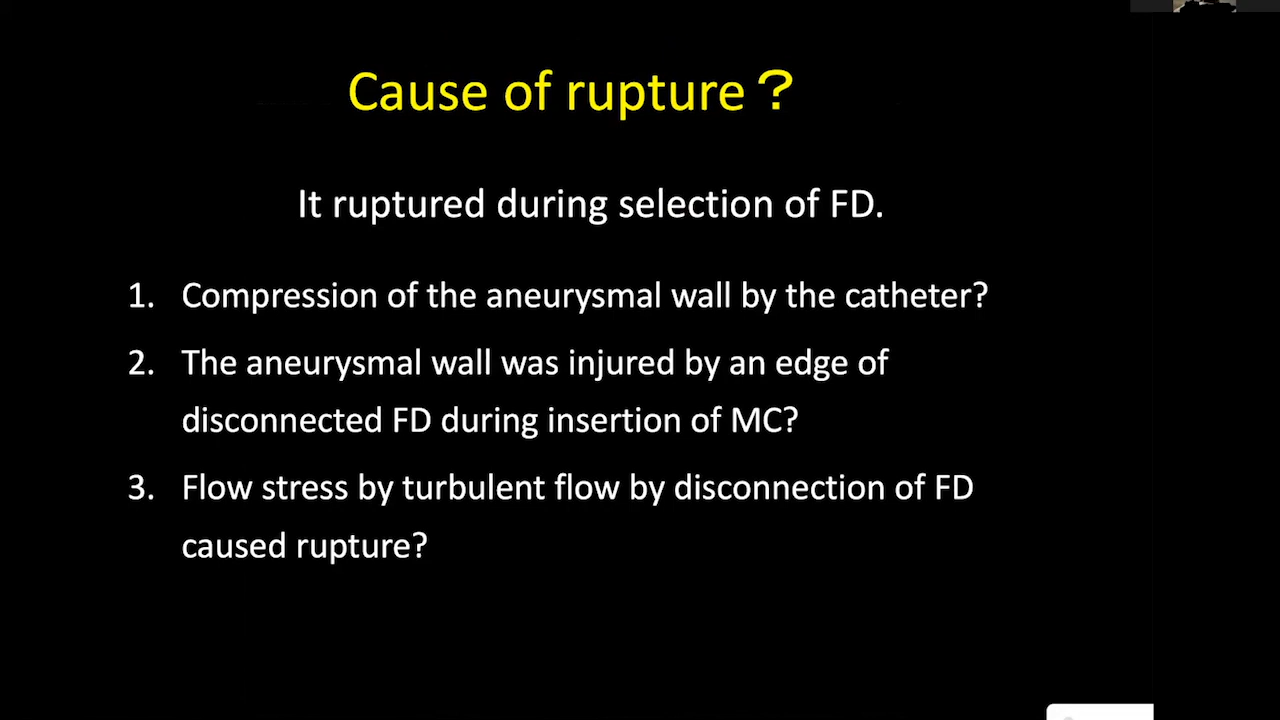 Cause of rupture？
It ruptured during selection of FD.
1. Compression of the aneurysmal wall by the catheter?
2. The aneurysmal wall was injured by an edge of
disconnected FD during insertion of MC?
3. Flow stress by turbulent flow by disconnection of FD
caused rupture?